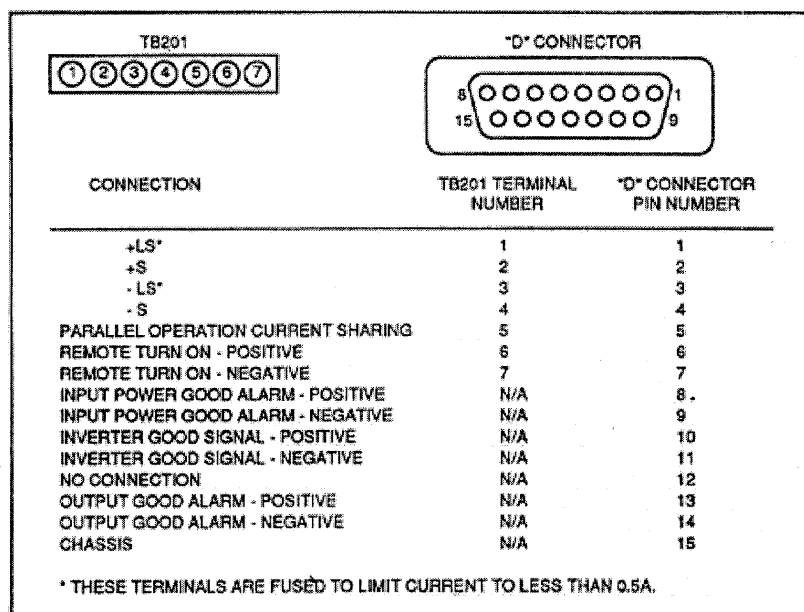 TB201
① ② ③ ④ ⑤ ⑥ ⑦
"D" CONNECTOR
8 1
15 9
CONNECTION TB201 TERMINAL NUMBER "D" CONNECTOR PIN NUMBER
+LS* 1 1
+S 2 2
- LS* 3 3
- S 4 4
PARALLEL OPERATION CURRENT SHARING 5 5
REMOTE TURN ON - POSITIVE 6 6
REMOTE TURN ON - NEGATIVE 7 7
INPUT POWER GOOD ALARM - POSITIVE N/A 8
INPUT POWER GOOD ALARM - NEGATIVE N/A 9
INVERTER GOOD SIGNAL - POSITIVE N/A 10
INVERTER GOOD SIGNAL - NEGATIVE N/A 11
NO CONNECTION N/A 12
OUTPUT GOOD ALARM - POSITIVE N/A 13
OUTPUT GOOD ALARM - NEGATIVE N/A 14
CHASSIS N/A 15
* THESE TERMINALS ARE FUSED TO LIMIT CURRENT TO LESS THAN 0.5A.